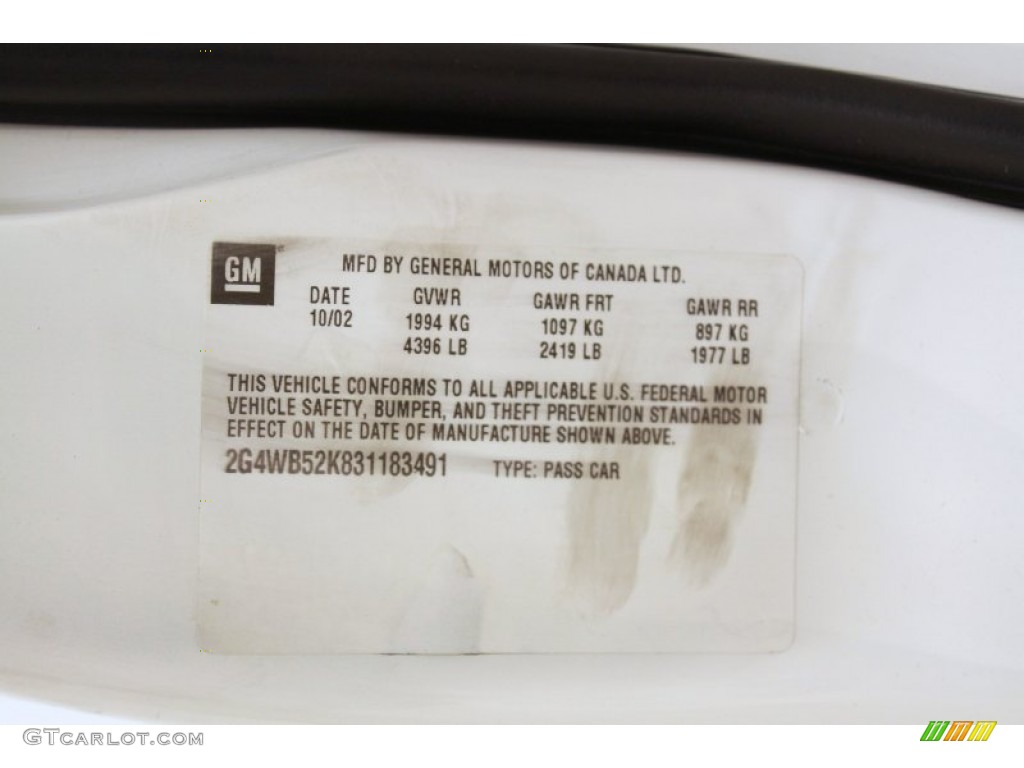 GM
MFD BY GENERAL MOTORS OF CANADA LTD.
DATE GVWR GAWR FRT GAWR RR
10/02 1994 KG 1097 KG 897 KG
4396 LB 2419 LB 1977 LB
THIS VEHICLE CONFORMS TO ALL APPLICABLE U.S. FEDERAL MOTOR
VEHICLE SAFETY, BUMPER, AND THEFT PREVENTION STANDARDS IN
EFFECT ON THE DATE OF MANUFACTURE SHOWN ABOVE.
2G4WB52K831183491 TYPE: PASS CAR
GTCARLOT.COM